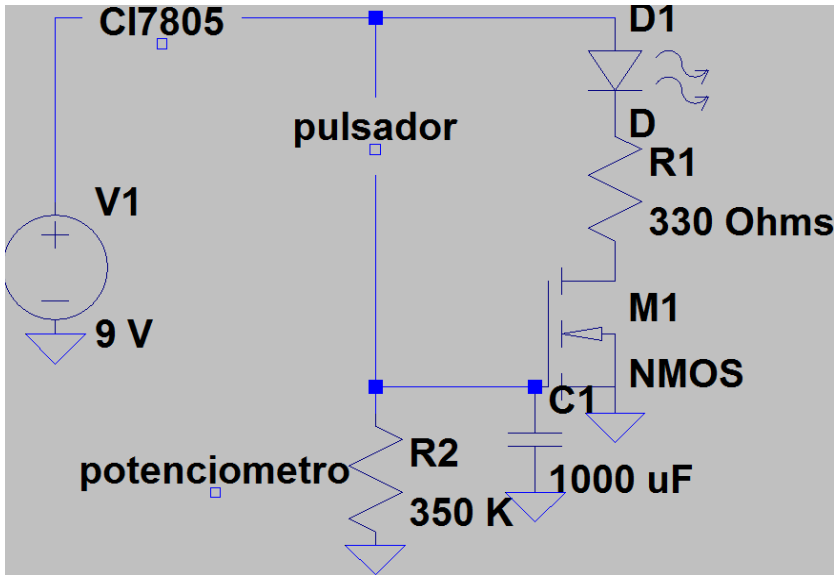 CI7805
D1
pulsador
D
R1
330 Ohms
V1
9 V
M1
NMOS
C1
1000 uF
potenciometro
R2
350 K